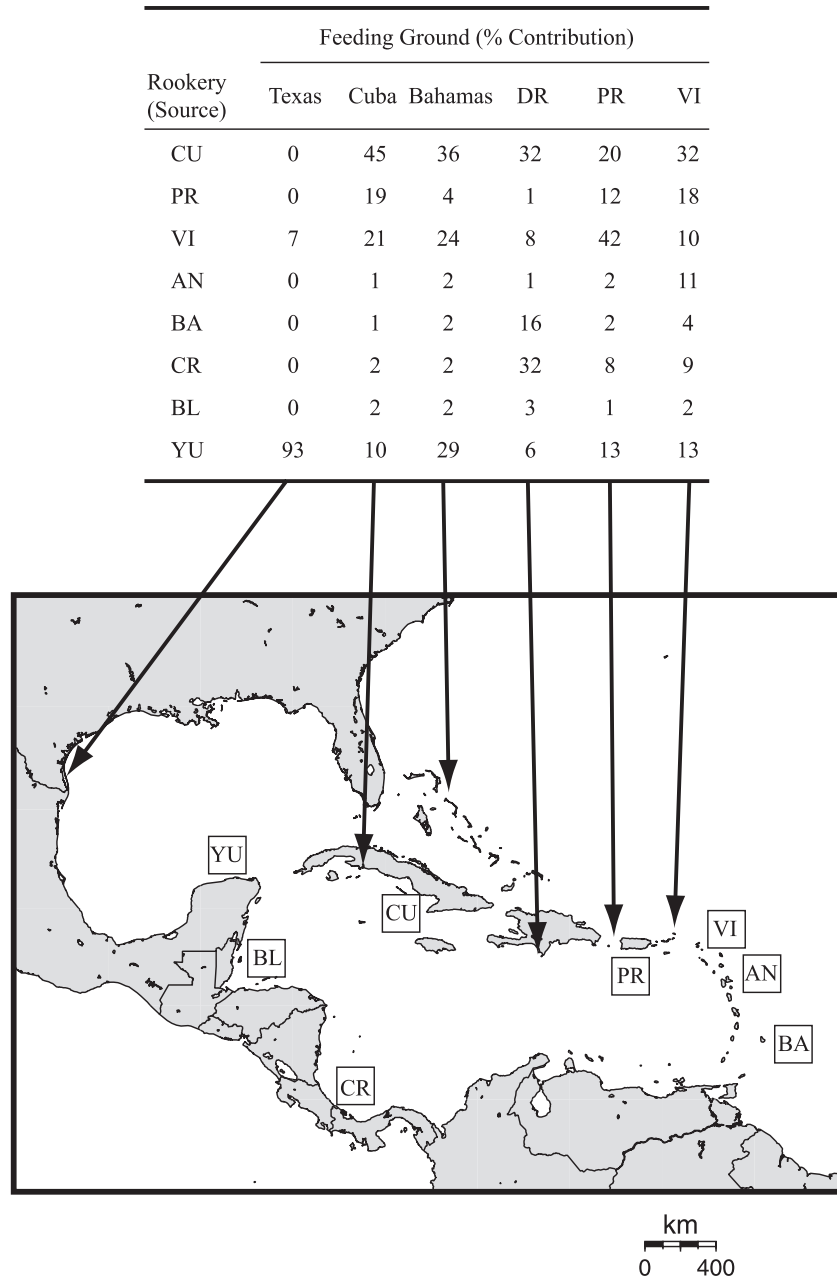 Feeding Ground (% Contribution)
Rookery
(Source) Texas Cuba Bahamas DR PR VI
CU 0 45 36 32 20 32
PR 0 19 4 1 12 18
VI 7 21 24 8 42 10
AN 0 1 2 1 2 11
BA 0 1 2 16 2 4
CR 0 2 2 32 8 9
BL 0 2 2 3 1 2
YU 93 10 29 6 13 13
YU
CU
VI
BL
PR
AN
BA
CR
km
0 400